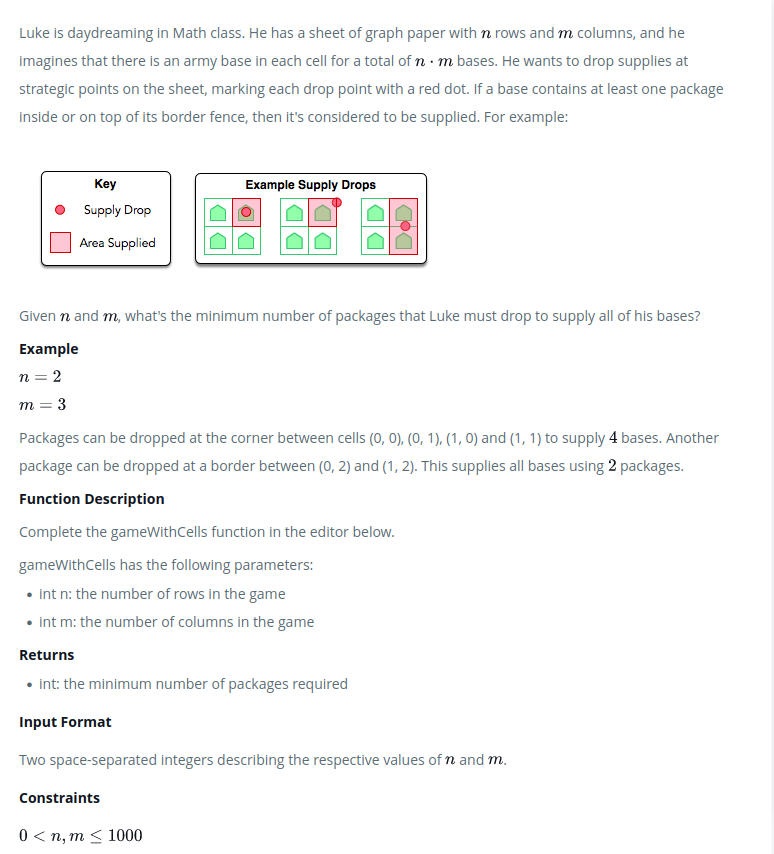 Luke is daydreaming in Math class. He has a sheet of graph paper with n rows and m columns, and he
imagines that there is an army base in each cell for a total of n · m bases. He wants to drop supplies at
strategic points on the sheet, marking each drop point with a red dot. If a base contains at least one package
inside or on top of its border fence, then it's considered to be supplied. For example:
Key
Supply Drop
Area Supplied
Example Supply Drops
Given n and m, what's the minimum number of packages that Luke must drop to supply all of his bases?
Example
n = 2
m = 3
Packages can be dropped at the corner between cells (0, 0), (0, 1), (1, 0) and (1, 1) to supply 4 bases. Another
package can be dropped at a border between (0, 2) and (1, 2). This supplies all bases using 2 packages.
Function Description
Complete the gameWithCells function in the editor below.
gameWithCells has the following parameters:
• int n: the number of rows in the game
• int m: the number of columns in the game
Returns
• int: the minimum number of packages required
Input Format
Two space-separated integers describing the respective values of n and m.
Constraints
0 < n, m ≤ 1000